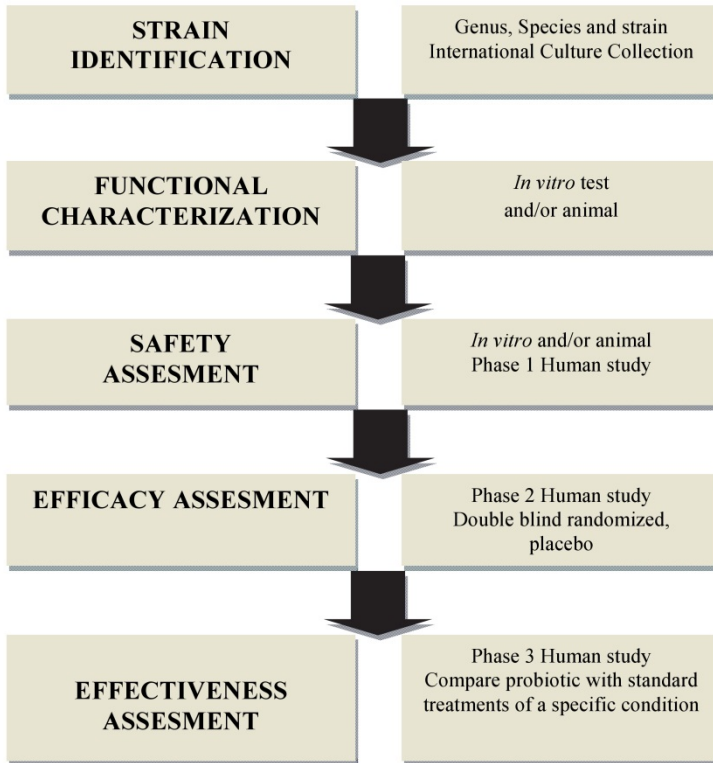 STRAIN
IDENTIFICATION
Genus, Species and strain
International Culture Collection
FUNCTIONAL
CHARACTERIZATION
In vitro test
and/or animal
SAFETY
ASSESMENT
In vitro and/or animal
Phase 1 Human study
EFFICACY ASSESMENT
Phase 2 Human study
Double blind randomized,
placebo
EFFECTIVENESS
ASSESMENT
Phase 3 Human study
Compare probiotic with standard
treatments of a specific condition